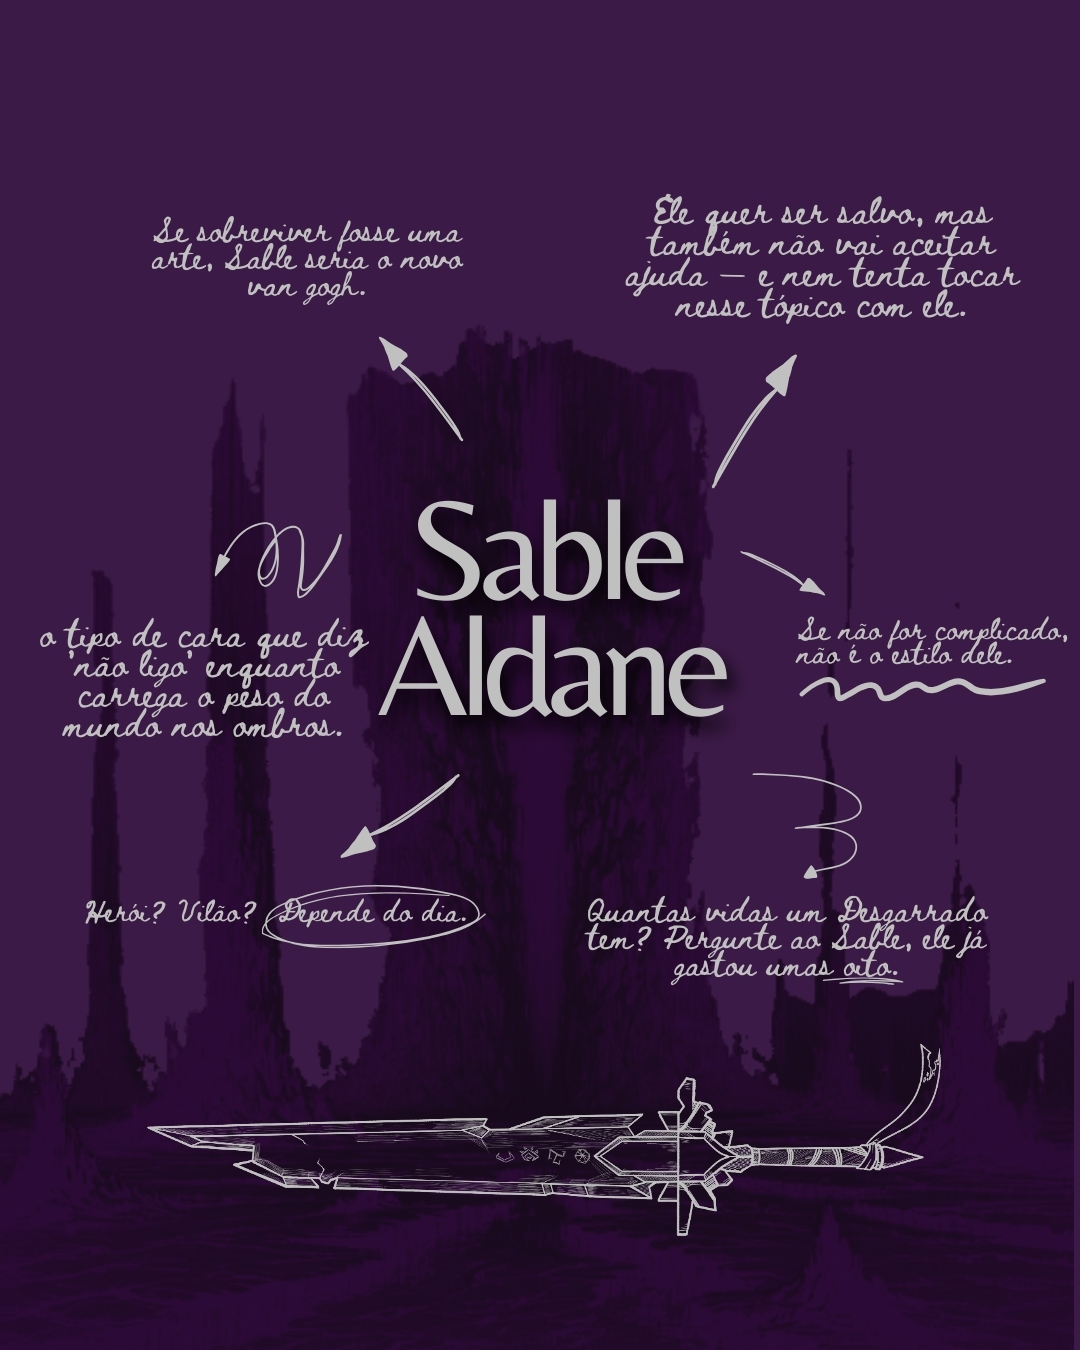 Se sobreviver fosse uma
arte, Sable seria o novo
van gogh.
Ele quer ser salvo, mas
também não vai aceitar
ajuda — e nem tenta tocar
nesse tópico com ele.
Sable
Aldane
o tipo de cara que diz
'não ligo' enquanto
carrega o peso do
mundo nos ombros.
Se não for complicado,
não é o estilo dele.
Herói? Vilão? Depende do dia.
Quantas vidas um Desgarrado
tem? Pergunte ao Sable, ele já
gastou umas oito.